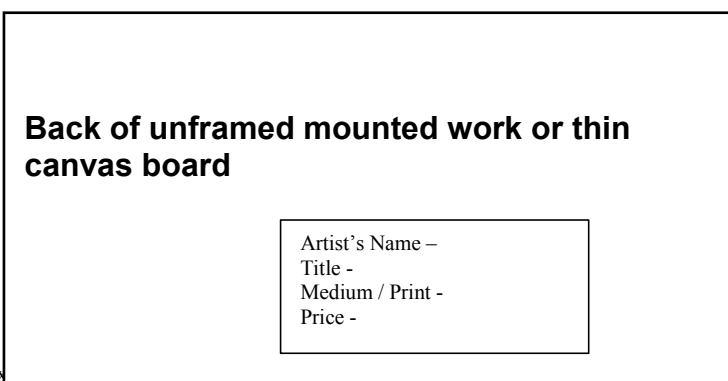 Back of unframed mounted work or thin
canvas board
Artist’s Name –
Title -
Medium / Print -
Price -